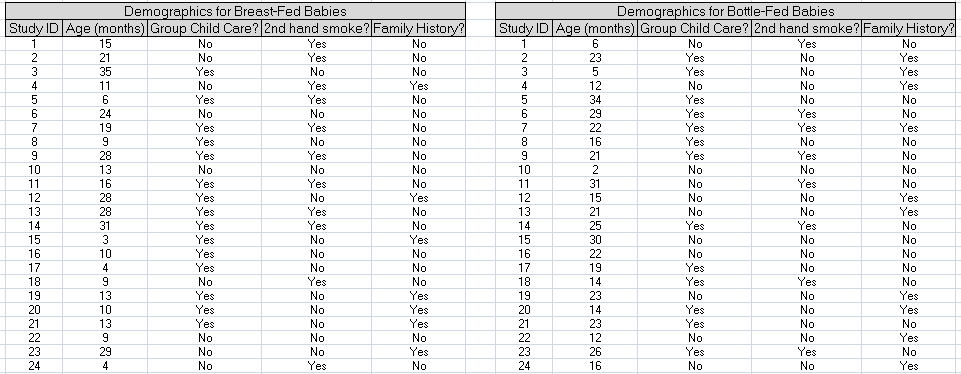 Demographics for Breast-Fed Babies Demographics for Bottle-Fed Babies
Study ID Age (months) Group Child Care? 2nd hand smoke? Family History? Study ID Age (months) Group Child Care? 2nd hand smoke? Family History?
1 15 No Yes No 1 6 No Yes No
2 21 No Yes No 2 23 Yes No Yes
3 35 Yes No No 3 5 Yes No Yes
4 11 No Yes Yes 4 12 No No Yes
5 6 Yes Yes No 5 34 Yes No No
6 24 No No No 6 29 Yes Yes No
7 19 Yes Yes No 7 22 Yes Yes Yes
8 9 Yes No No 8 16 No No No
9 28 Yes Yes No 9 21 Yes Yes No
10 13 No No No 10 2 No No No
11 16 Yes Yes No 11 31 No Yes No
12 28 Yes No Yes 12 15 No No Yes
13 28 Yes Yes No 13 21 No No Yes
14 31 Yes Yes No 14 25 Yes Yes No
15 3 Yes No Yes 15 30 No No No
16 10 Yes No No 16 22 No No No
17 4 Yes No No 17 19 Yes No No
18 9 No Yes No 18 14 Yes Yes No
19 13 Yes No Yes 19 23 No No Yes
20 10 Yes No Yes 20 14 Yes No Yes
21 13 Yes No Yes 21 23 Yes No No
22 9 No No No 22 12 No No Yes
23 29 No No Yes 23 26 Yes Yes No
24 4 No Yes No 24 16 No No Yes